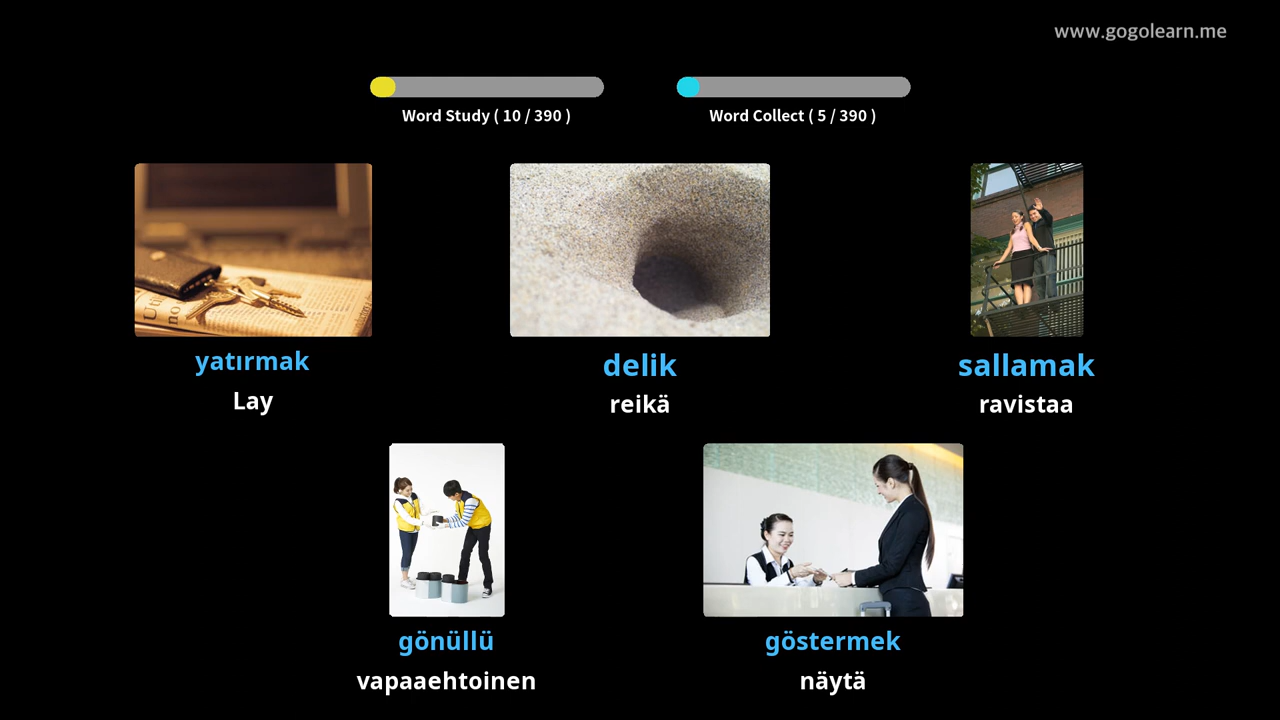 www.gogolearn.me
Word Study ( 10 / 390 )
Word Collect ( 5 / 390 )
yatırmak
Lay
delik
reikä
sallamak
ravistaa
gönüllü
vapaaehtoinen
göstermek
näytä